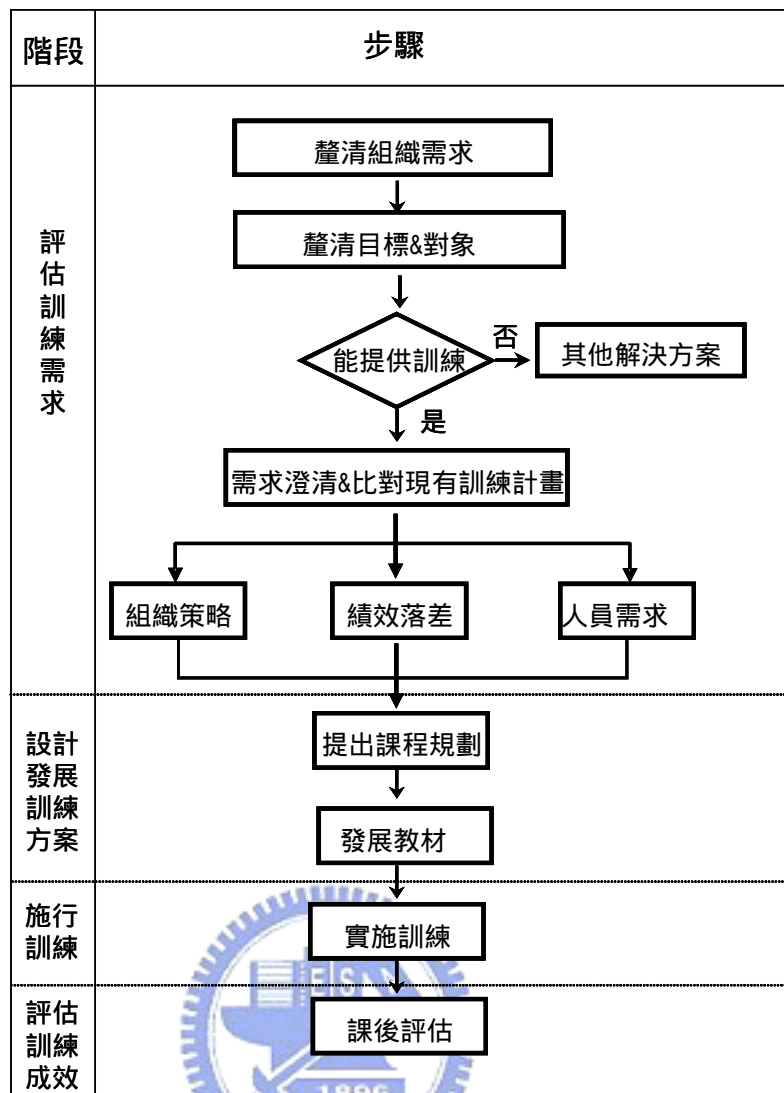 階段
步驟
評估訓練需求
釐清組織需求
釐清目標&對象
能提供訓練
否
其他解決方案
是
需求澄清&比對現有訓練計畫
組織策略
績效落差
人員需求
設計
發展
訓練
方案
提出課程規劃
發展教材
施行
訓練
實施訓練
評估
訓練
成效
課後評估
ES
1896